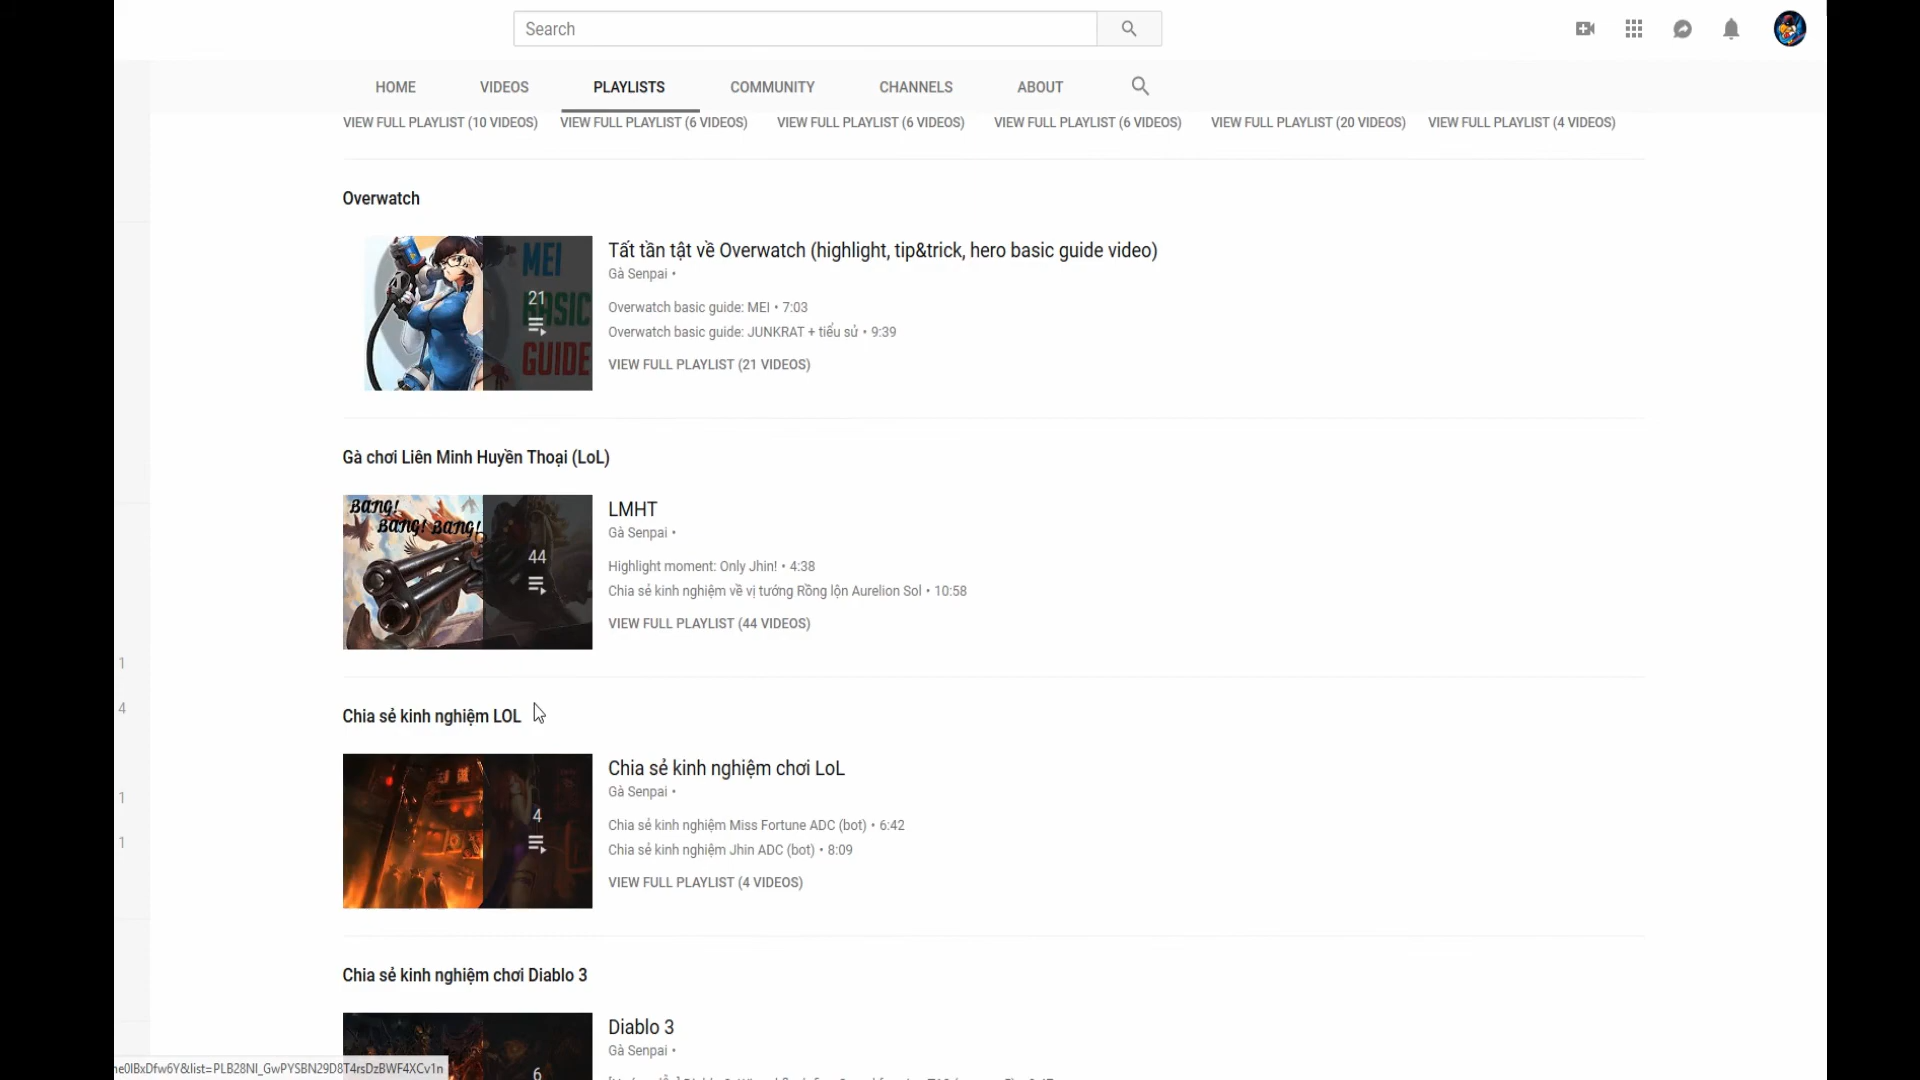 Search
HOME VIDEOS PLAYLISTS COMMUNITY CHANNELS ABOUT
VIEW FULL PLAYLIST (10 VIDEOS) VIEW FULL PLAYLIST (6 VIDEOS) VIEW FULL PLAYLIST (6 VIDEOS) VIEW FULL PLAYLIST (6 VIDEOS) VIEW FULL PLAYLIST (20 VIDEOS) VIEW FULL PLAYLIST (4 VIDEOS)
Overwatch
MEI
BASIC
GUIDE
21
Tất tần tật về Overwatch (highlight, tip&trick, hero basic guide video)
Gà Senpai •
Overwatch basic guide: MEI • 7:03
Overwatch basic guide: JUNKRAT + tiểu sử • 9:39
VIEW FULL PLAYLIST (21 VIDEOS)
Gà chơi Liên Minh Huyền Thoại (LoL)
BANG!
BANG! BANG!
44
LMHT
Gà Senpai •
Highlight moment: Only Jhin! • 4:38
Chia sẻ kinh nghiệm về vị tướng Rồng lộn Aurelion Sol • 10:58
VIEW FULL PLAYLIST (44 VIDEOS)
1
4
Chia sẻ kinh nghiệm LOL
4
Chia sẻ kinh nghiệm chơi LoL
Gà Senpai •
1
Chia sẻ kinh nghiệm Miss Fortune ADC (bot) • 6:42
1
Chia sẻ kinh nghiệm Jhin ADC (bot) • 8:09
VIEW FULL PLAYLIST (4 VIDEOS)
Chia sẻ kinh nghiệm chơi Diablo 3
Diablo 3
Gà Senpai •
6